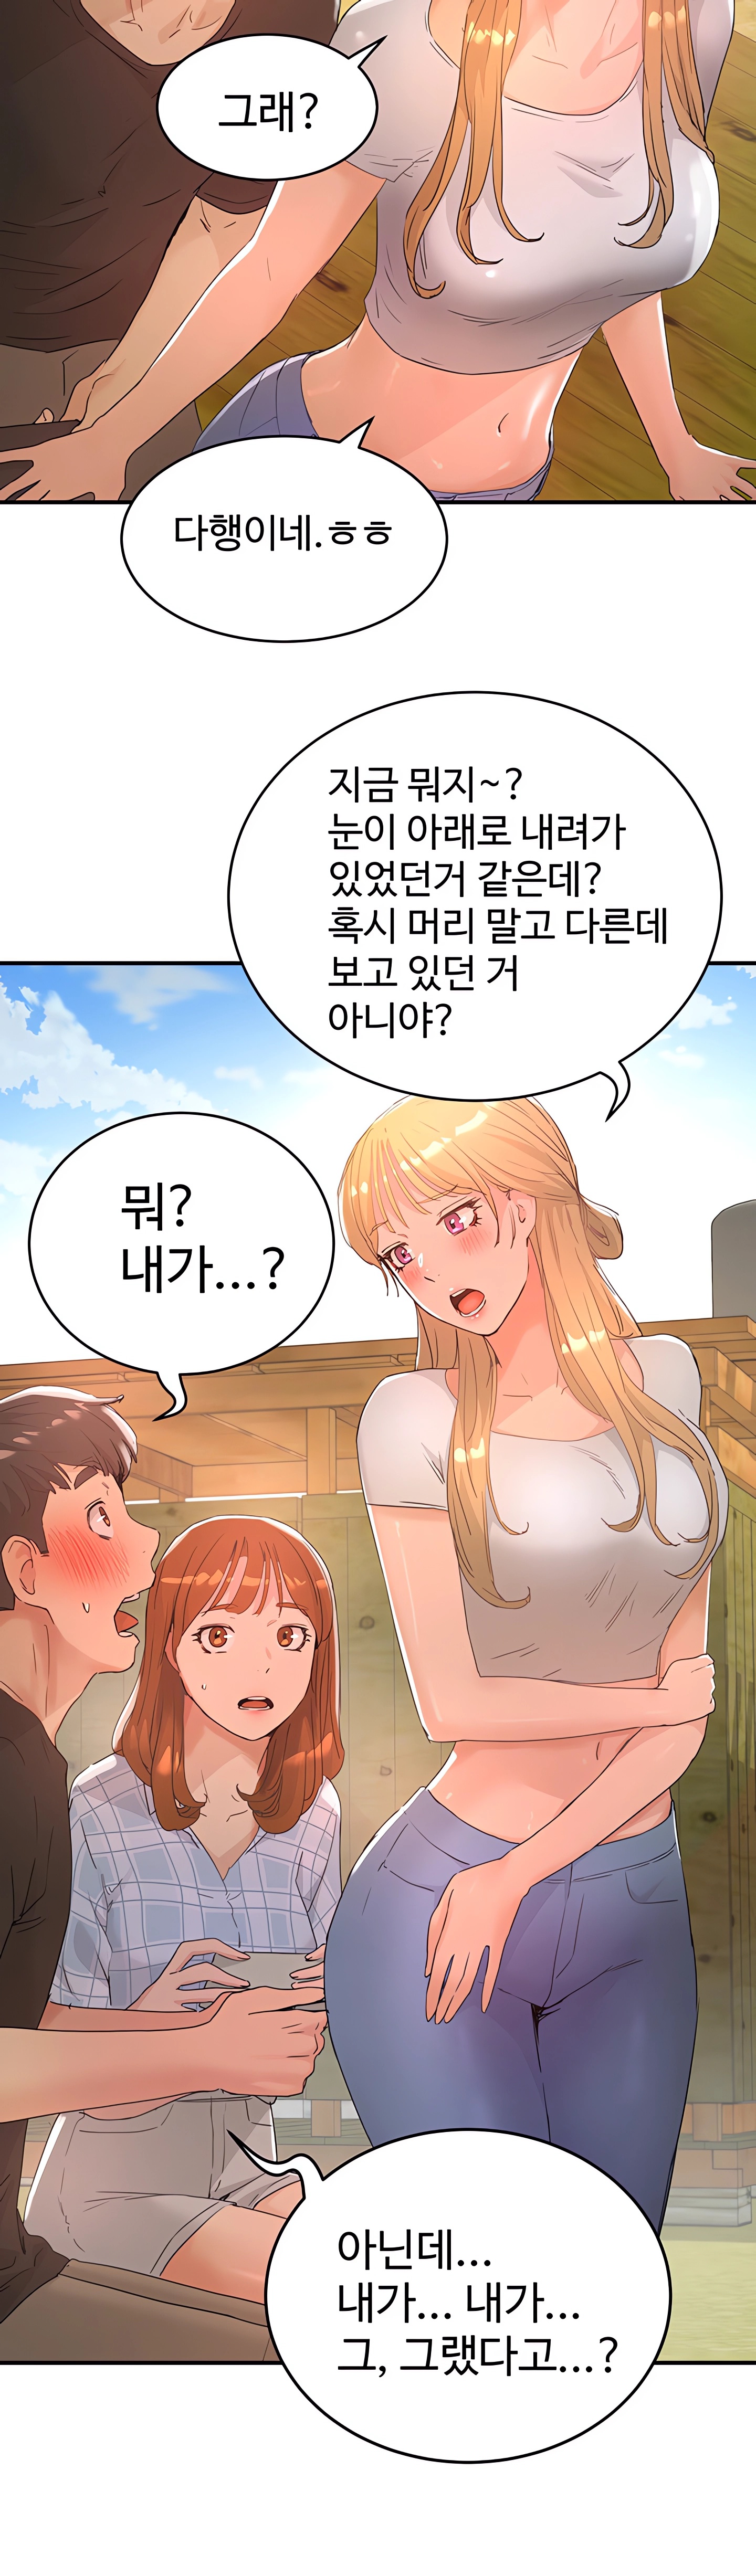 그래?
다행이네.ㅎㅎ
지금 뭐지~?
눈이 아래로 내려가
있었던거 같은데?
혹시 머리 말고 다른데
보고 있던 거
아니야?
뭐?
내가...?
아닌데...
내가... 내가...
그, 그랬다고...?